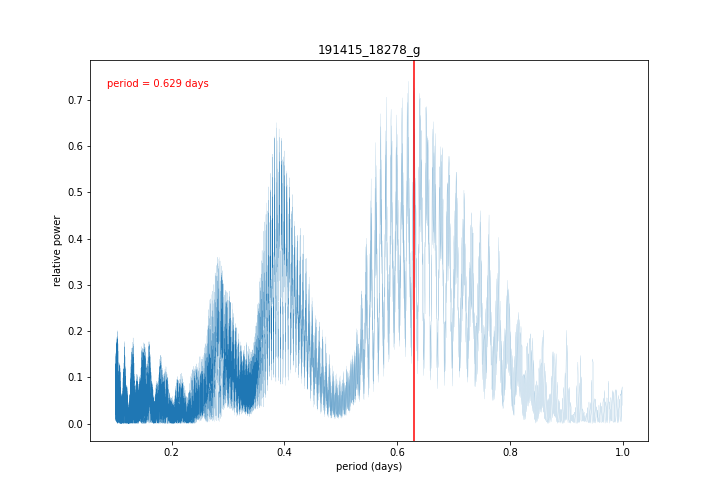 191415_18278_g
period = 0.629 days
0.7
0.6
0.5
0.4
0.3
0.2
0.1
0.0
relative power
0.2 0.4 0.6 0.8 1.0
period (days)